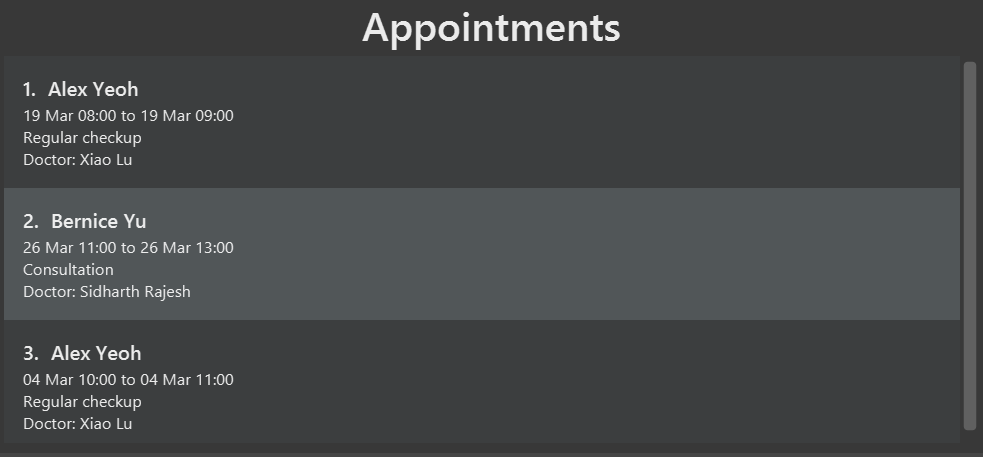 Appointments
1. Alex Yeoh
19 Mar 08:00 to 19 Mar 09:00
Regular checkup
Doctor: Xiao Lu
2. Bernice Yu
26 Mar 11:00 to 26 Mar 13:00
Consultation
Doctor: Sidharth Rajesh
3. Alex Yeoh
04 Mar 10:00 to 04 Mar 11:00
Regular checkup
Doctor: Xiao Lu